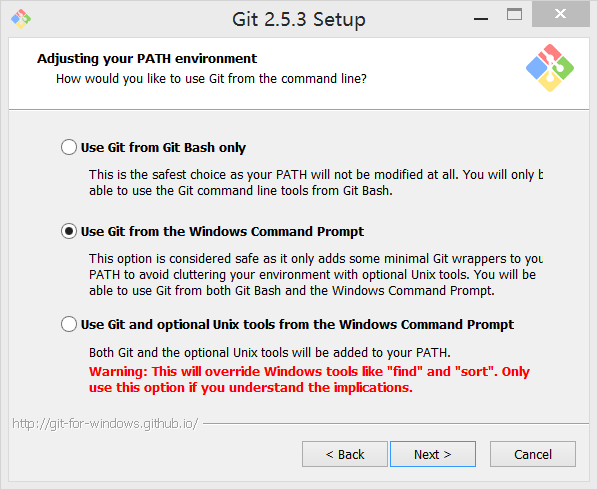 Git 2.5.3 Setup
Adjusting your PATH environment
How would you like to use Git from the command line?
Use Git from Git Bash only
This is the safest choice as your PATH will not be modified at all. You will only b
able to use the Git command line tools from Git Bash.
Use Git from the Windows Command Prompt
This option is considered safe as it only adds some minimal Git wrappers to you
PATH to avoid cluttering your environment with optional Unix tools. You will be
able to use Git from both Git Bash and the Windows Command Prompt.
Use Git and optional Unix tools from the Windows Command Prompt
Both Git and the optional Unix tools will be added to your PATH.
Warning: This will override Windows tools like "find" and "sort". Only
use this option if you understand the implications.
http://git-for-windows.github.io/
< Back Next > Cancel